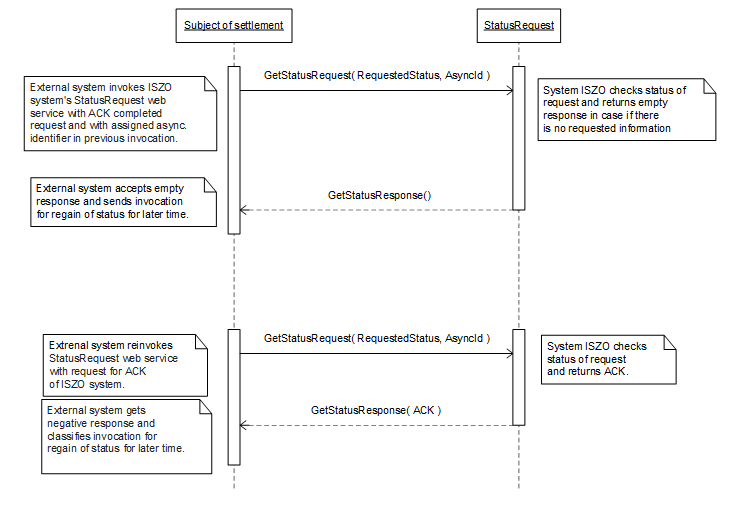 Subject of settlement
StatusRequest
GetStatusRequest( RequestedStatus, AsyncId )
External system invokes ISZO
system's StatusRequest web
service with ACK completed
request and with assigned async.
identifier in previous invocation.
System ISZO checks status of
request and returns empty
response in case if there
is no requested information
External system accepts empty
response and sends invocation
for regain of status for later time.
GetStatusResponse()
GetStatusRequest( RequestedStatus, AsyncId )
Extrenal system reinvokes
StatusRequest web service
with request for ACK
of ISZO system.
System ISZO checks
status of request
and returns ACK.
External system gets
negative response and
classifies invocation for
regain of status for later time.
GetStatusResponse( ACK )